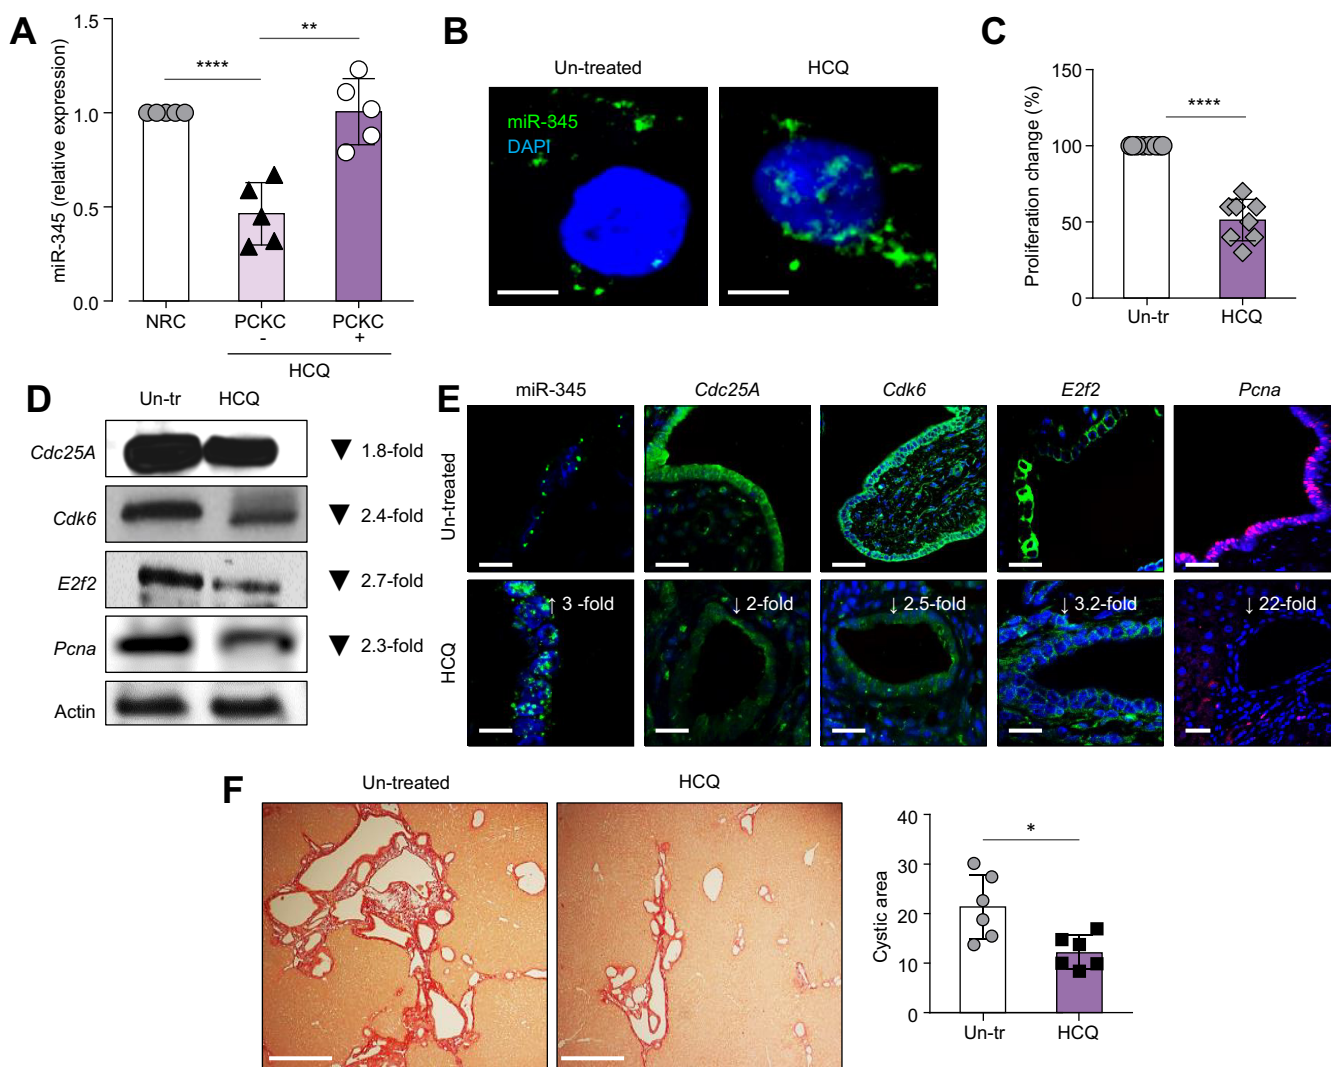 A
miR-345 (relative expression)
1.5
1.0
0.5
0.0
****
**
NRC
PCKC
-
PCKC
+
HCQ
B
Un-treated
HCQ
miR-345
DAPI
C
Proliferation change (%)
150
100
50
0
****
Un-tr
HCQ
D
Un-tr
HCQ
Cdc25A
▼ 1.8-fold
Cdk6
▼ 2.4-fold
E2f2
▼ 2.7-fold
Pcna
▼ 2.3-fold
Actin
E
miR-345
Cdc25A
Cdk6
E2f2
Pcna
Un-treated
HCQ
↑ 3 -fold
↓ 2-fold
↓ 2.5-fold
↓ 3.2-fold
↓ 22-fold
F
Un-treated
HCQ
Cystic area
40
30
20
10
0
*
Un-tr
HCQ